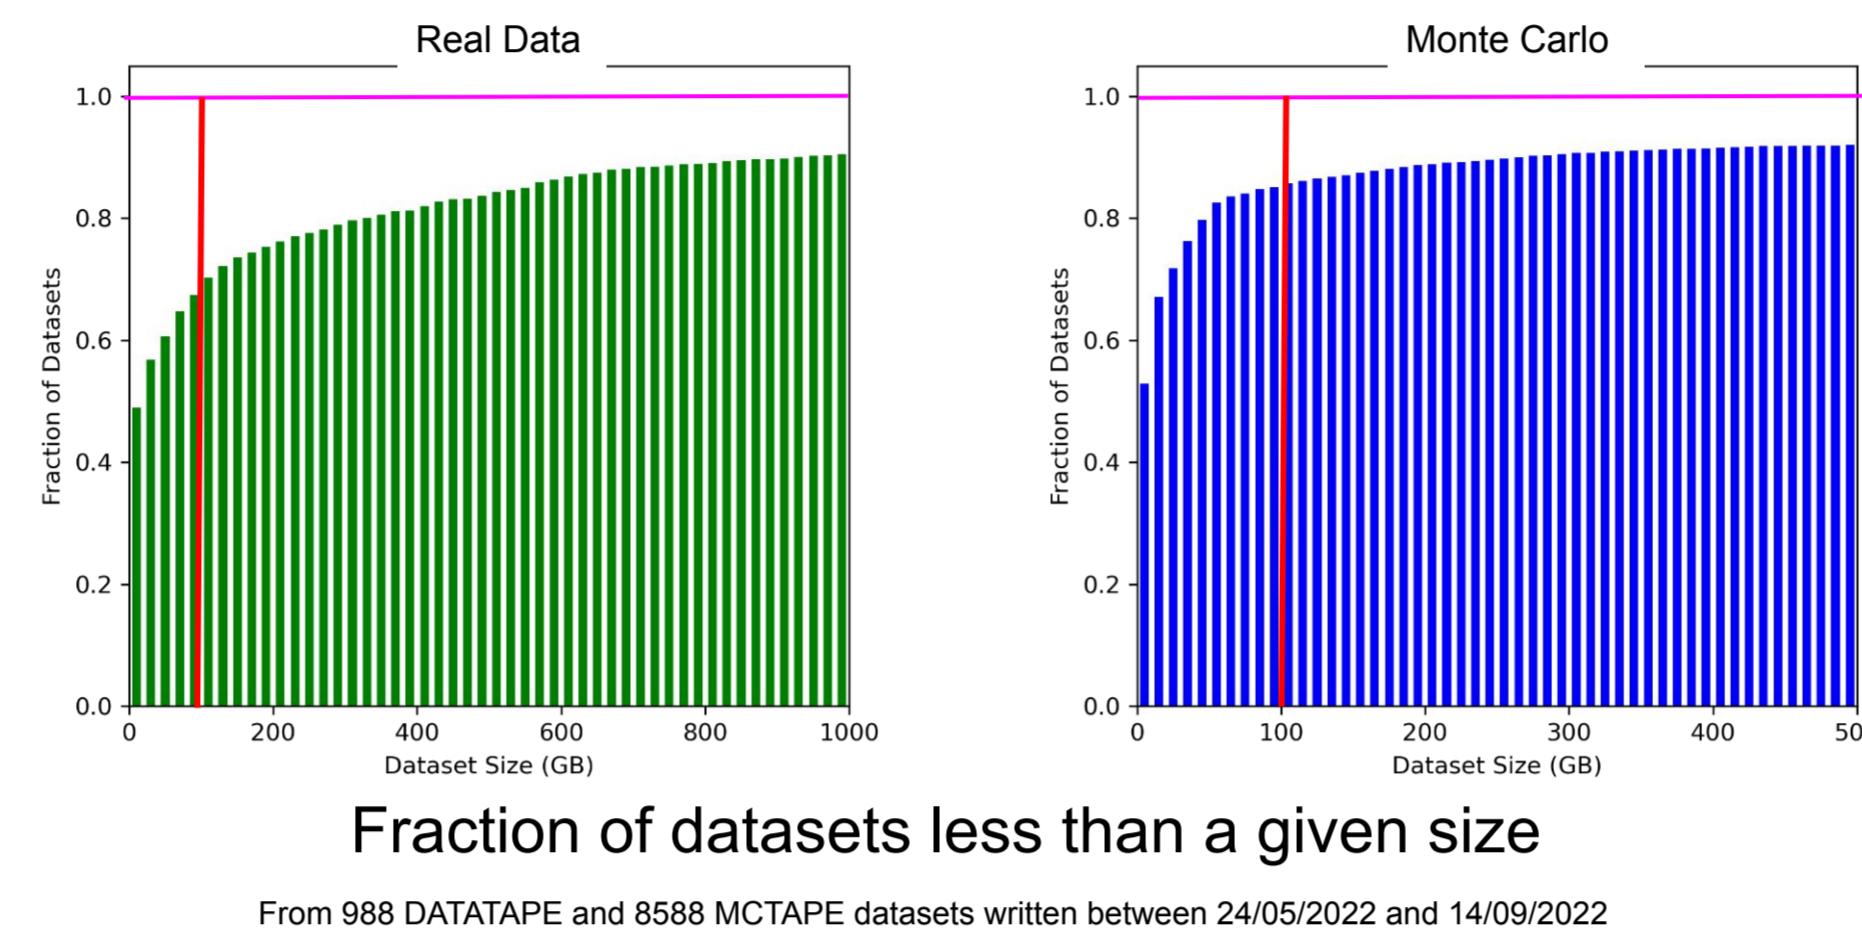 Real Data
1.0
0.8
0.6
0.4
0.2
0.0
Fraction of Datasets
0 200 400 600 800 1000
Dataset Size (GB)
Monte Carlo
1.0
0.8
0.6
0.4
0.2
0.0
Fraction of Datasets
0 100 200 300 400 50
Dataset Size (GB)
Fraction of datasets less than a given size
From 988 DATATAPE and 8588 MCTAPE datasets written between 24/05/2022 and 14/09/2022